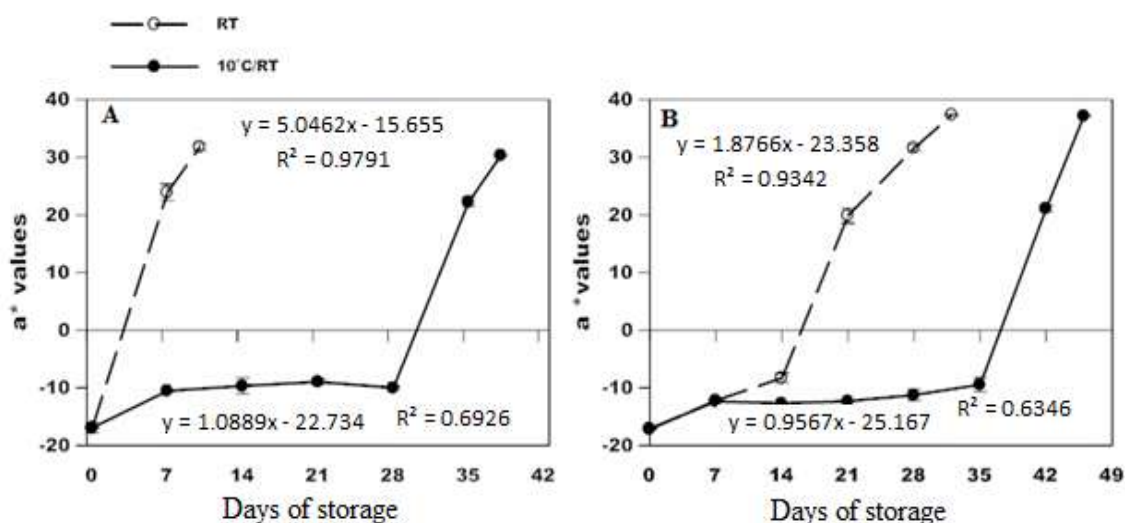 RT
10°C/RT
A
y = 5.0462x - 15.655
R² = 0.9791
40
30
20
10
0
-10
-20
a* values
y = 1.0889x - 22.734
R² = 0.6926
0 7 14 21 28 35 42
Days of storage
B
y = 1.8766x - 23.358
R² = 0.9342
40
30
20
10
0
-10
-20
a* values
y = 0.9567x - 25.167
R² = 0.6346
0 7 14 21 28 35 42 49
Days of storage